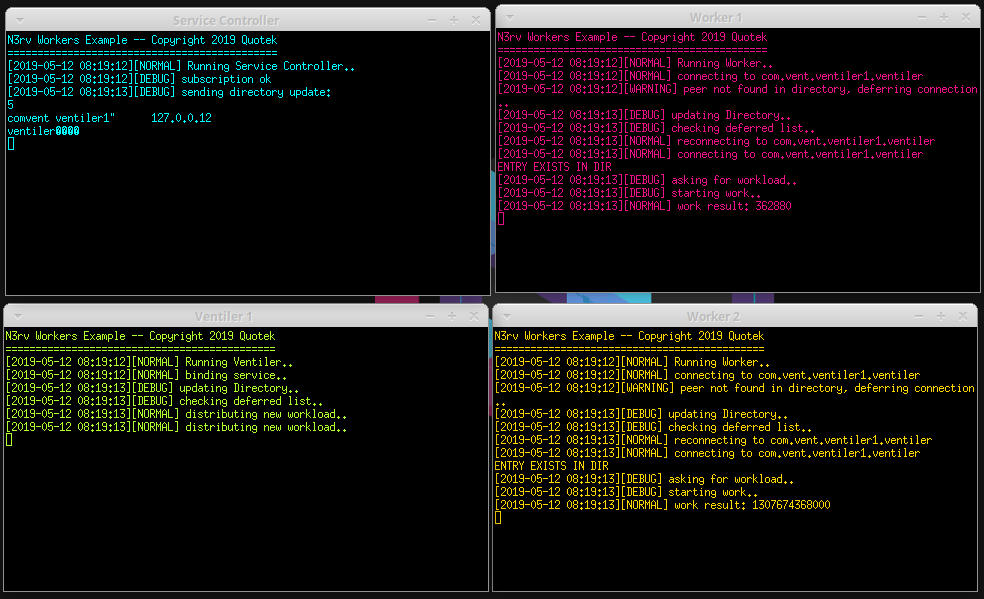 Service Controller
N3rv Workers Example -- Copyright 2019 Quotek
=============================================
[2019-05-12 08:19:12][NORMAL] Running Service Controller..
[2019-05-12 08:19:12][DEBUG] subscription ok
[2019-05-12 08:19:13][DEBUG] sending directory update:
5
comvent ventiler1"      127.0.0.12
ventiler0000
Worker 1
N3rv Workers Example -- Copyright 2019 Quotek
=============================================
[2019-05-12 08:19:12][NORMAL] Running Worker..
[2019-05-12 08:19:12][NORMAL] connecting to com.vent.ventiler1.ventiler
[2019-05-12 08:19:12][WARNING] peer not found in directory, deferring connection
..
[2019-05-12 08:19:13][DEBUG] updating Directory..
[2019-05-12 08:19:13][DEBUG] checking deferred list..
[2019-05-12 08:19:13][NORMAL] reconnecting to com.vent.ventiler1.ventiler
[2019-05-12 08:19:13][NORMAL] connecting to com.vent.ventiler1.ventiler
ENTRY EXISTS IN DIR
[2019-05-12 08:19:13][DEBUG] asking for workload..
[2019-05-12 08:19:13][DEBUG] starting work..
[2019-05-12 08:19:13][NORMAL] work result: 362880
Ventiler 1
N3rv Workers Example -- Copyright 2019 Quotek
=============================================
[2019-05-12 08:19:12][NORMAL] Running Ventiler..
[2019-05-12 08:19:12][NORMAL] binding service..
[2019-05-12 08:19:13][DEBUG] updating Directory..
[2019-05-12 08:19:13][DEBUG] checking deferred list..
[2019-05-12 08:19:13][NORMAL] distributing new workload..
[2019-05-12 08:19:13][NORMAL] distributing new workload..
Worker 2
N3rv Workers Example -- Copyright 2019 Quotek
=============================================
[2019-05-12 08:19:12][NORMAL] Running Worker..
[2019-05-12 08:19:12][NORMAL] connecting to com.vent.ventiler1.ventiler
[2019-05-12 08:19:12][WARNING] peer not found in directory, deferring connection
..
[2019-05-12 08:19:13][DEBUG] updating Directory..
[2019-05-12 08:19:13][DEBUG] checking deferred list..
[2019-05-12 08:19:13][NORMAL] reconnecting to com.vent.ventiler1.ventiler
[2019-05-12 08:19:13][NORMAL] connecting to com.vent.ventiler1.ventiler
ENTRY EXISTS IN DIR
[2019-05-12 08:19:13][DEBUG] asking for workload..
[2019-05-12 08:19:13][DEBUG] starting work..
[2019-05-12 08:19:13][NORMAL] work result: 1307674368000